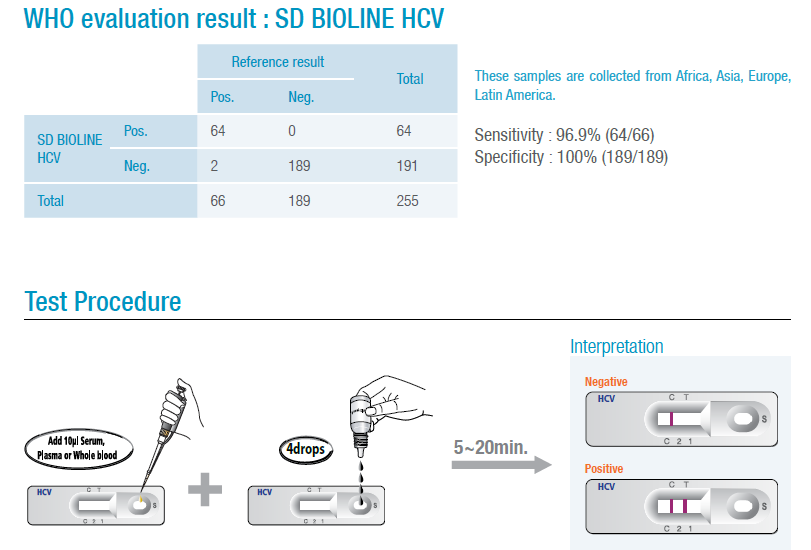 WHO evaluation result : SD BIOLINE HCV
Reference result
Total
Pos.
Neg.
SD BIOLINE
HCV
Pos.
64
0
64
Neg.
2
189
191
Total
66
189
255
These samples are collected from Africa, Asia, Europe,
Latin America.
Sensitivity : 96.9% (64/66)
Specificity : 100% (189/189)
Test Procedure
Add 10µl Serum,
Plasma or Whole blood
HCV
C T
S
C 2 1
+
4drops
HCV
C T
S
C 2 1
5~20min.
Interpretation
Negative
HCV
C T
S
C 2 1
Positive
HCV
C T
S
C 2 1